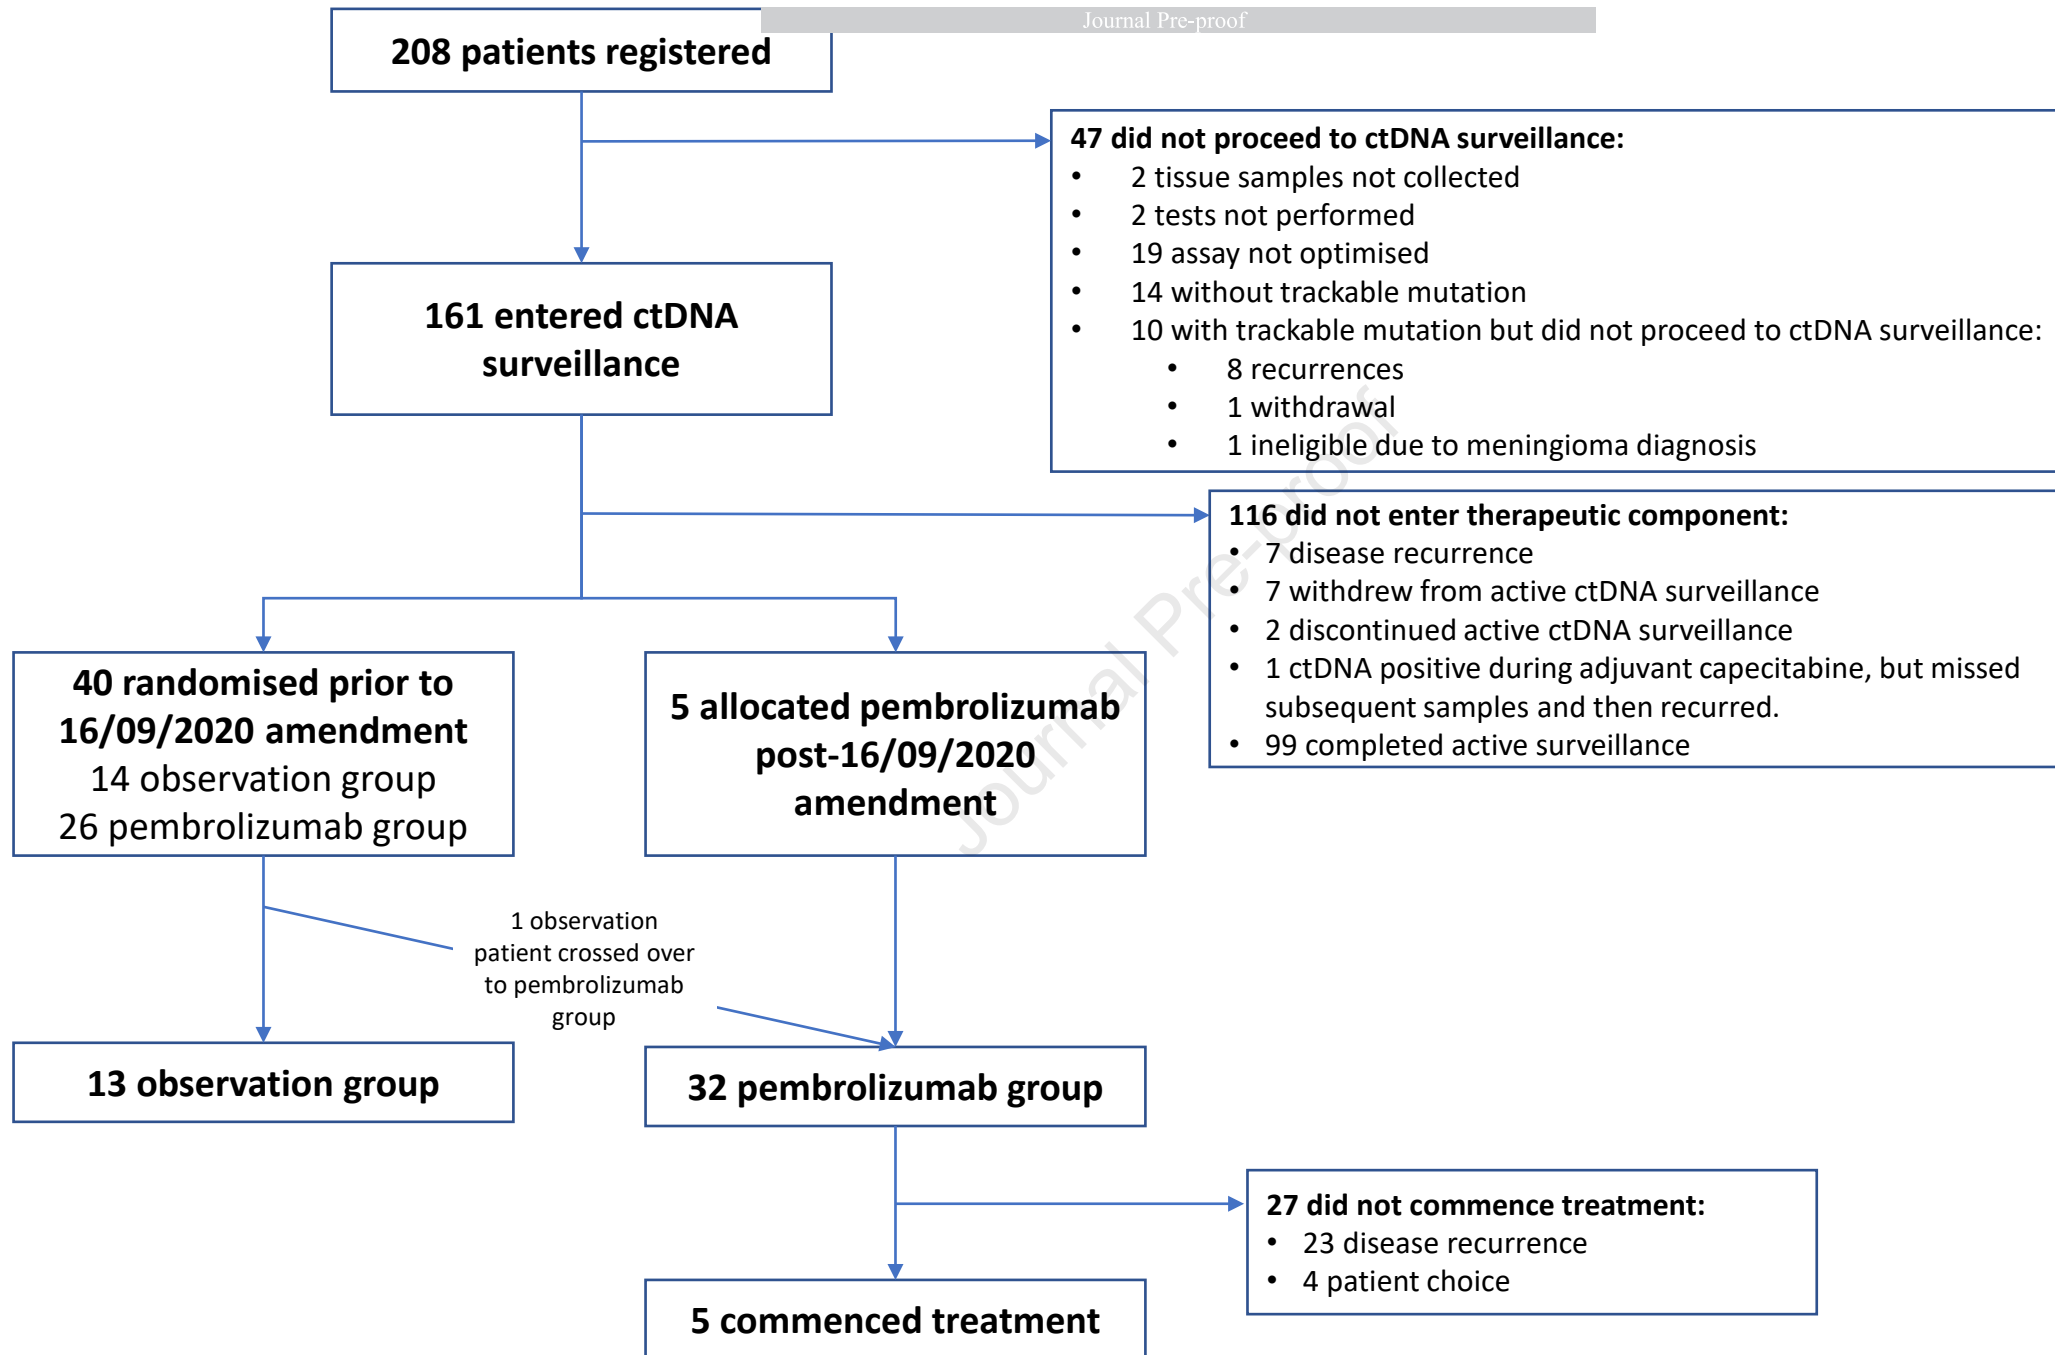 Journal Pre-proof
208 patients registered
47 did not proceed to ctDNA surveillance:
• 2 tissue samples not collected
• 2 tests not performed
• 19 assay not optimised
• 14 without trackable mutation
• 10 with trackable mutation but did not proceed to ctDNA surveillance:
• 8 recurrences
• 1 withdrawal
• 1 ineligible due to meningioma diagnosis
161 entered ctDNA
surveillance
116 did not enter therapeutic component:
• 7 disease recurrence
• 7 withdrew from active ctDNA surveillance
• 2 discontinued active ctDNA surveillance
• 1 ctDNA positive during adjuvant capecitabine, but missed
subsequent samples and then recurred.
• 99 completed active surveillance
40 randomised prior to
16/09/2020 amendment
14 observation group
26 pembrolizumab group
5 allocated pembrolizumab
post-16/09/2020
amendment
Journal Pre-proof
1 observation
patient crossed over
to pembrolizumab
group
13 observation group
32 pembrolizumab group
27 did not commence treatment:
• 23 disease recurrence
• 4 patient choice
5 commenced treatment